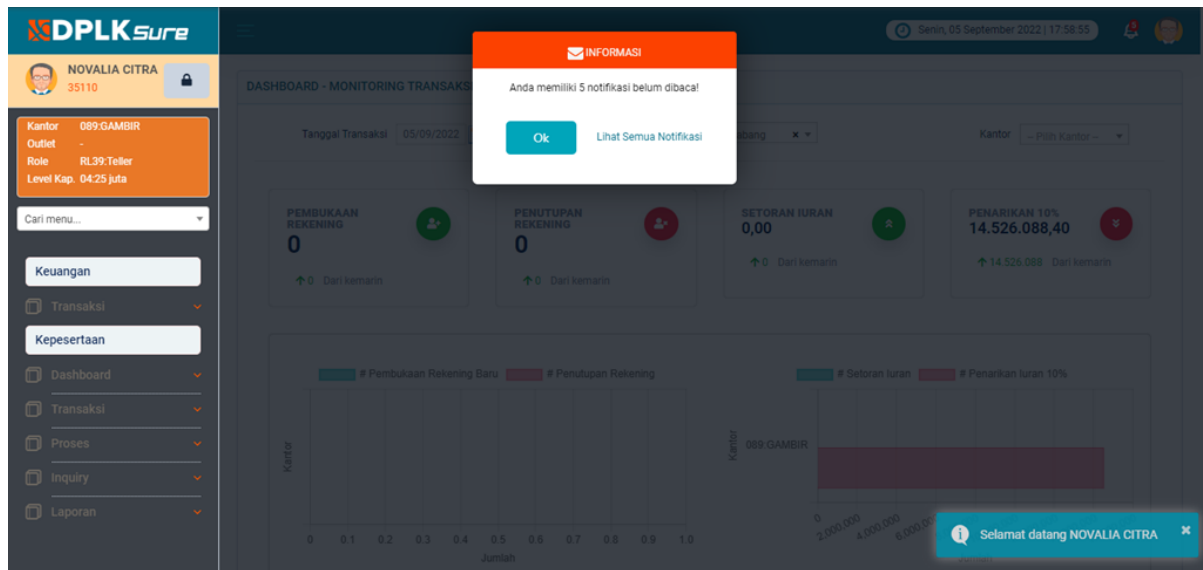 DPLK Sure
NOVALIA CITRA
35110
Kantor 089:GAMBIR
Outlet -
Role RL39:Teller
Level Kap. 04:25 juta
Cari menu...
Keuangan
Transaksi
Kepesertaan
Dashboard
Transaksi
Proses
Inquiry
Laporan
Senin, 05 September 2022 | 17:58:55
INFORMASI
Anda memiliki 5 notifikasi belum dibaca!
Ok Lihat Semua Notifikasi
DASHBOARD - MONITORING TRANSAKSI
Tanggal Transaksi 05/09/2022
abang × Kantor -- Pilih Kantor --
PEMBUKAAN
REKENING
0
0 Dari kemarin
PENUTUPAN
REKENING
0
0 Dari kemarin
SETORAN IURAN
0,00
0 Dari kemarin
PENARIKAN 10%
14.526.088,40
14.526.088 Dari kemarin
# Pembukaan Rekening Baru # Penutupan Rekening
Kantor
0 0.1 0.2 0.3 0.4 0.5 0.6 0.7 0.8 0.9 1.0
Jumlah
# Setoran Iuran # Penarikan Iuran 10%
Kantor
089:GAMBIR
0 2,000,000 4,000,000
Jumlah
Selamat datang NOVALIA CITRA ×